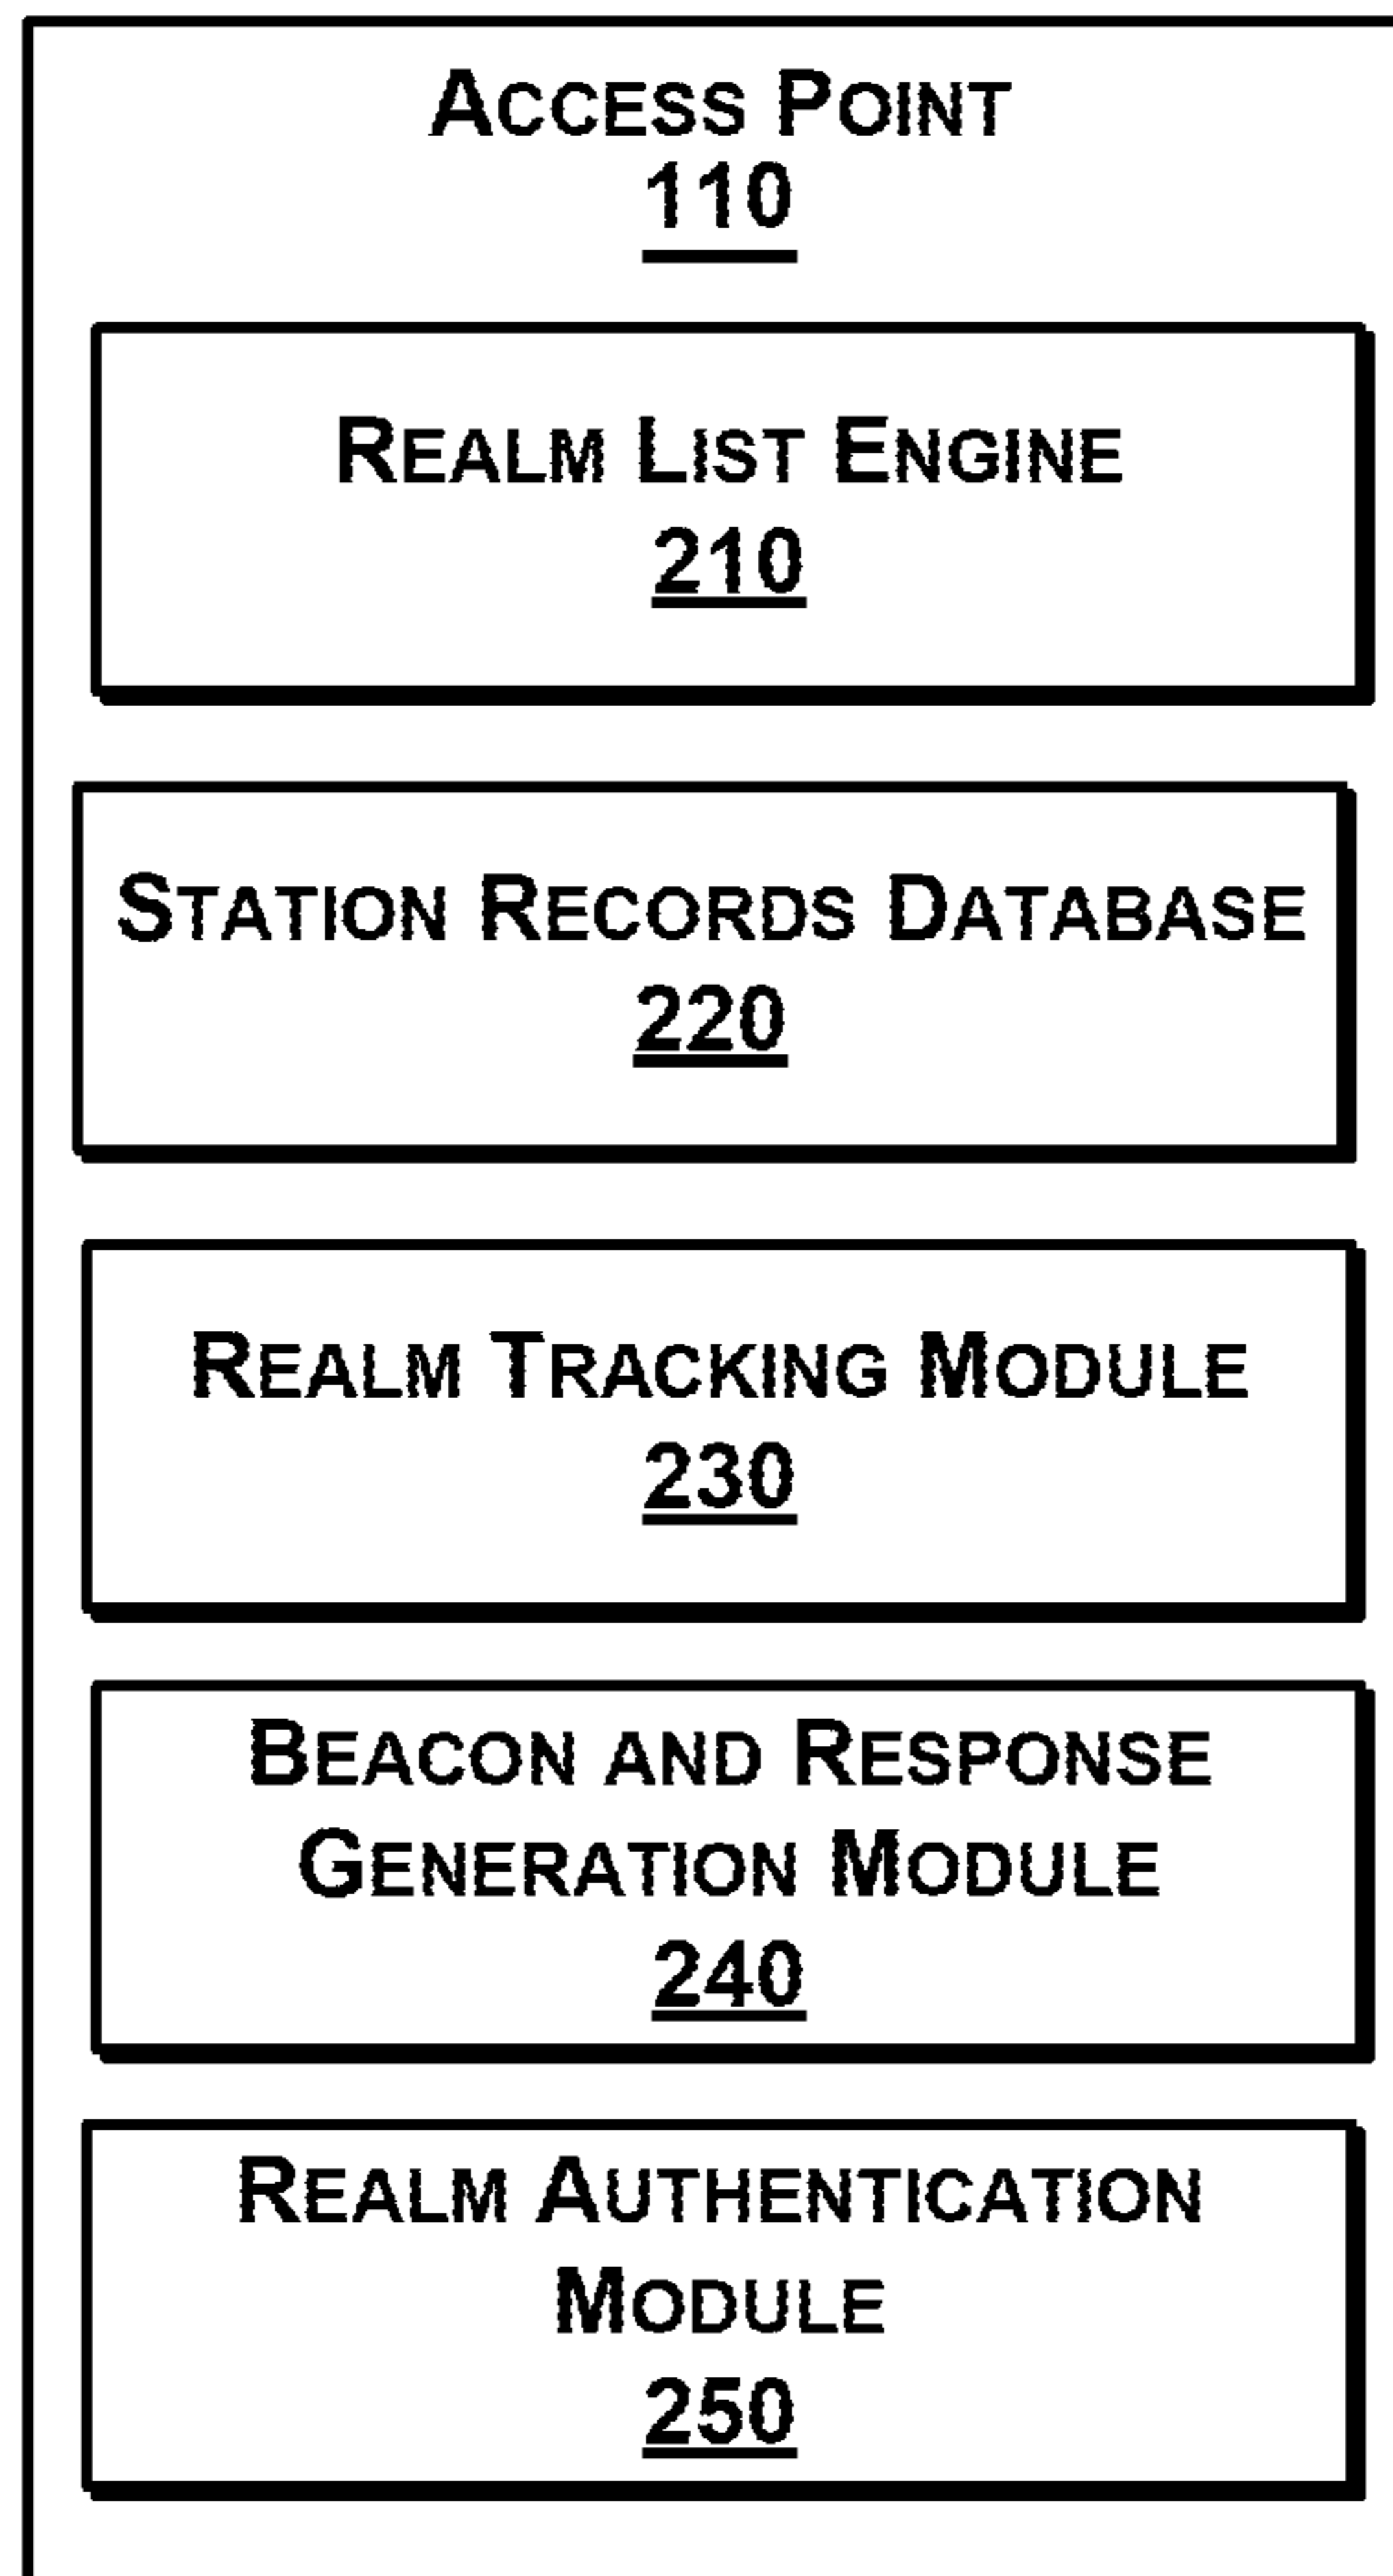 ACCESS POINT
110
REALM LIST ENGINE
210
STATION RECORDS DATABASE
220
REALM TRACKING MODULE
230
BEACON AND RESPONSE
GENERATION MODULE
240
REALM AUTHENTICATION
MODULE
250